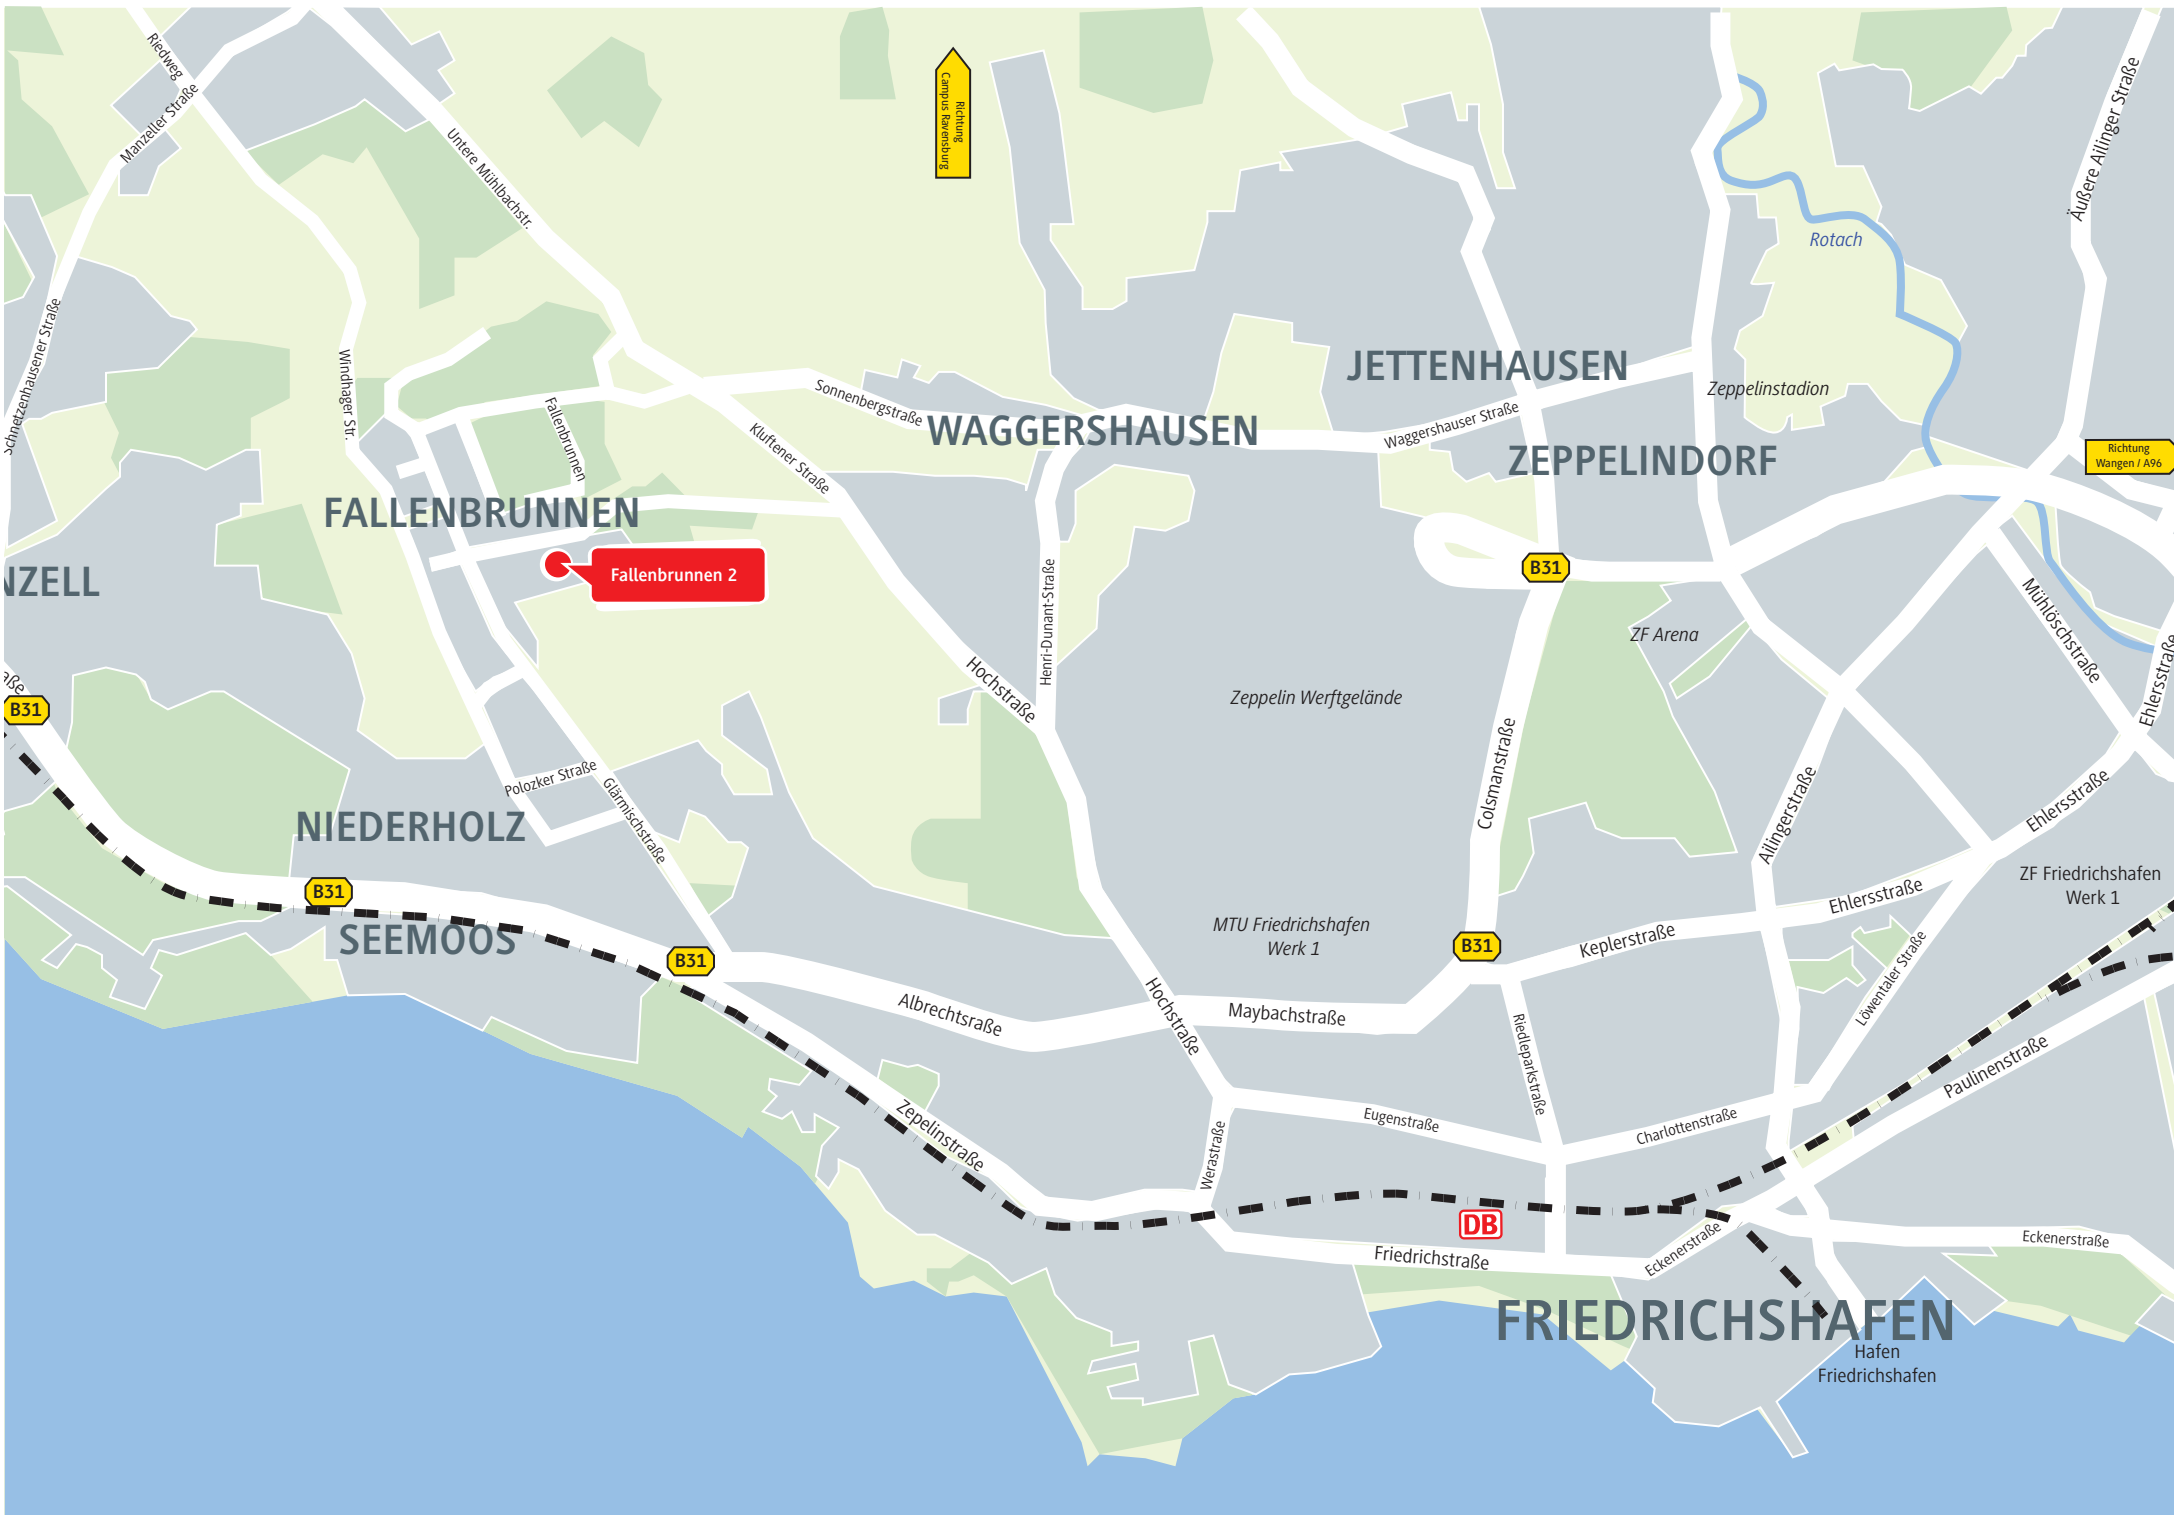 Riedweg
Manzeller Straße
Untere Mühlbachstr.
Richtung
Campus Ravensburg
Äußere Ailinger Straße
Rotach
Schnetzenhausener Straße
Windhager Str.
Fallenbrunnen
Sonnenbergstraße
WAGGERSHAUSEN
JETTENHAUSEN
Zeppelinstadion
Waggershauser Straße
ZEPPELINDORF
Richtung
Wangen / A96
Kluftener Straße
FALLENBRUNNEN
Fallenbrunnen 2
NZELL
B31
Henri-Dunant-Straße
ZF Arena
Mühlöschstraße
Ehlersstraße
aße
B31
Hochstraße
Zeppelin Werftgelände
Colsmanstraße
Polozker Straße
Glärmischstraße
NIEDERHOLZ
Ailingerstraße
Ehlersstraße
B31
SEEMOOS
B31
MTU Friedrichshafen
Werk 1
B31
Keplerstraße
Ehlersstraße
ZF Friedrichshafen
Werk 1
Albrechtsraße
Hochstraße
Maybachstraße
Riedleparkstraße
Löwentaler Straße
Paulinenstraße
Zepelinstraße
Werastraße
Eugenstraße
Charlottenstraße
DB
Friedrichstraße
Eckenerstraße
Eckenerstraße
FRIEDRICHSHAFEN
Hafen
Friedrichshafen